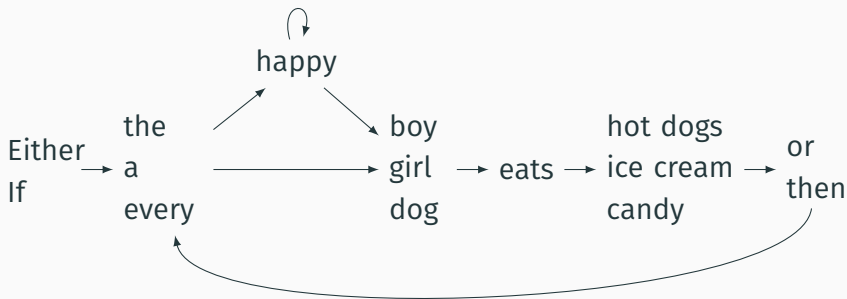 happy
Either
If
the
a
every
boy
girl
dog
eats
hot dogs
ice cream
candy
or
then